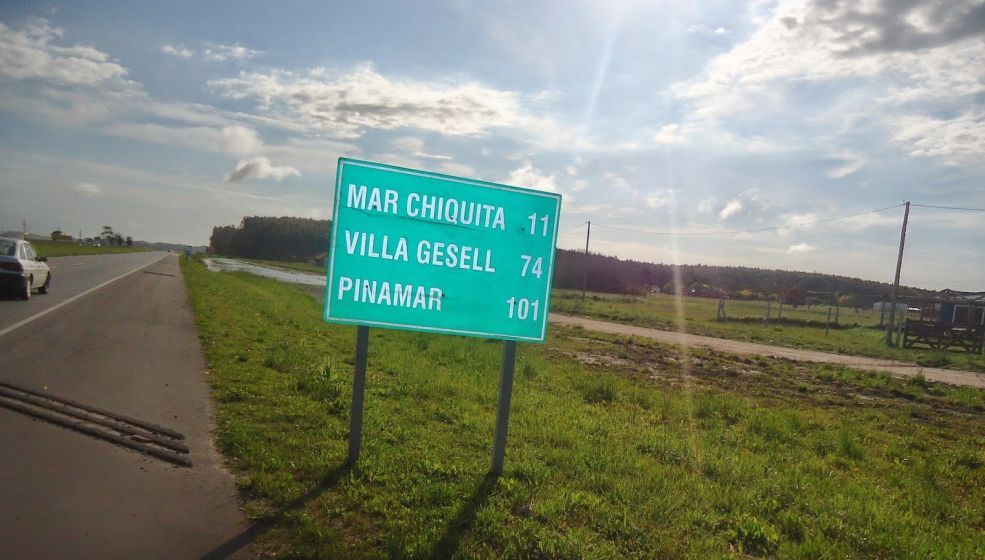 MAR CHIQUITA 11
VILLA GESELL 74
PINAMAR 101